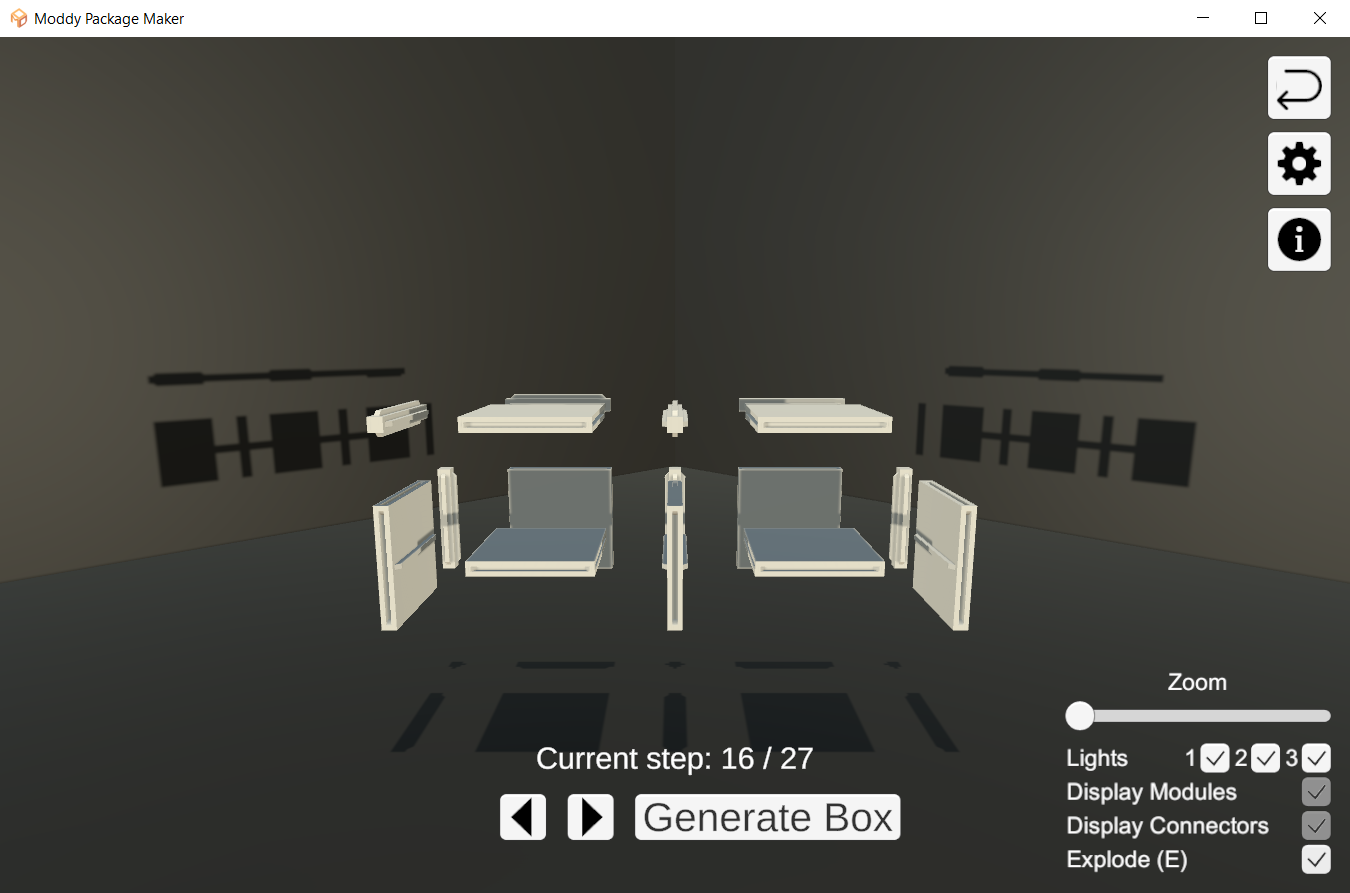 Moddy Package Maker
Zoom
Lights 1 2 3
Display Modules
Display Connectors
Explode (E)
Current step: 16 / 27
Generate Box